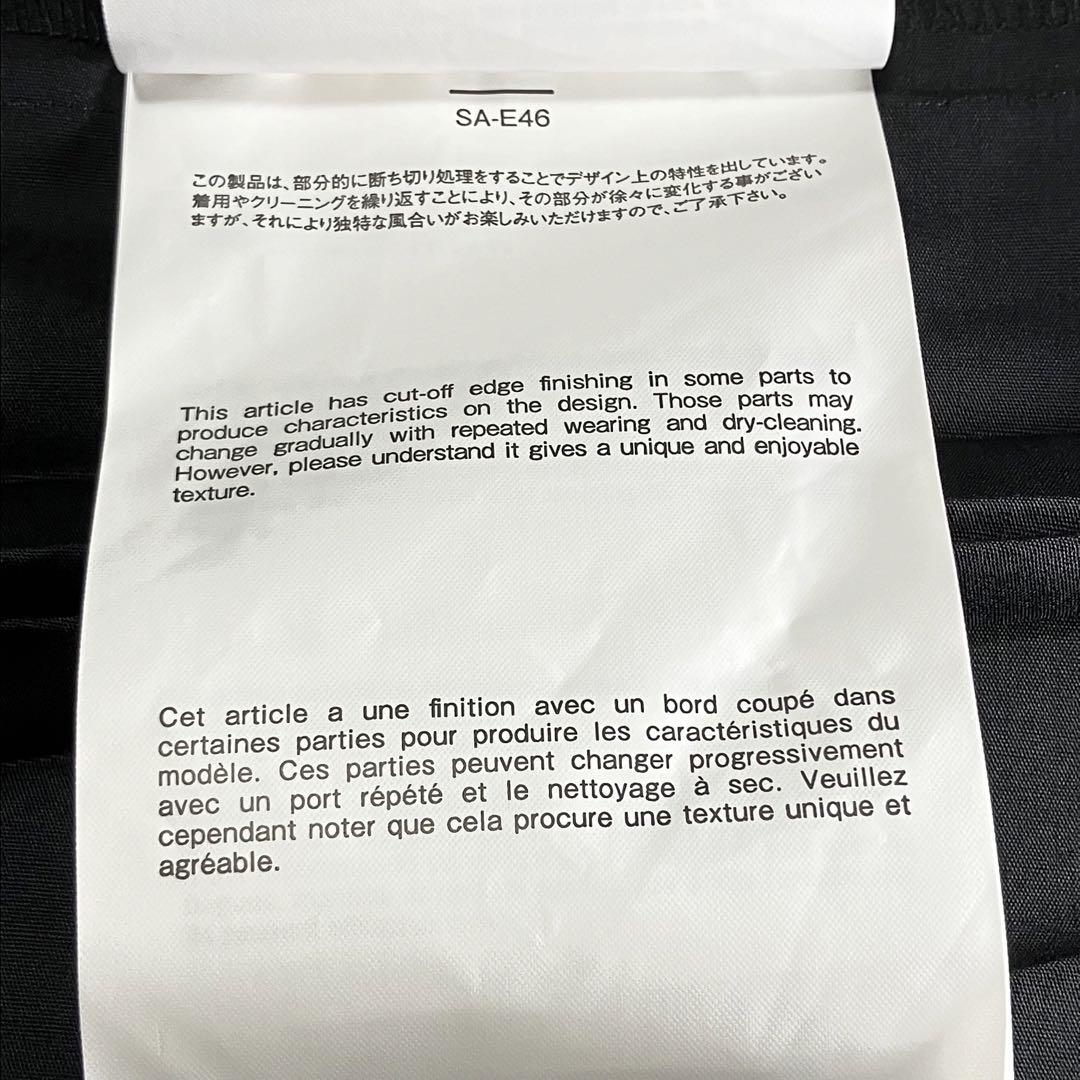 SA-E46
この製品は、部分的に断ち切り処理をすることでデザイン上の特性を出しています。
着用やクリーニングを繰り返すことにより、その部分が徐々に変化する事がござい
ますが、それにより独特な風合いがお楽しみいただけますので、ご了承下さい。
This article has cut-off edge finishing in some parts to
produce characteristics on the design. Those parts may
change gradually with repeated wearing and dry-cleaning.
However, please understand it gives a unique and enjoyable
texture.
Cet article a une finition avec un bord coupé dans
certaines parties pour produire les caractéristiques du
modèle. Ces parties peuvent changer progressivement
avec un port répété et le nettoyage à sec. Veuillez
cependant noter que cela procure une texture unique et
agréable.